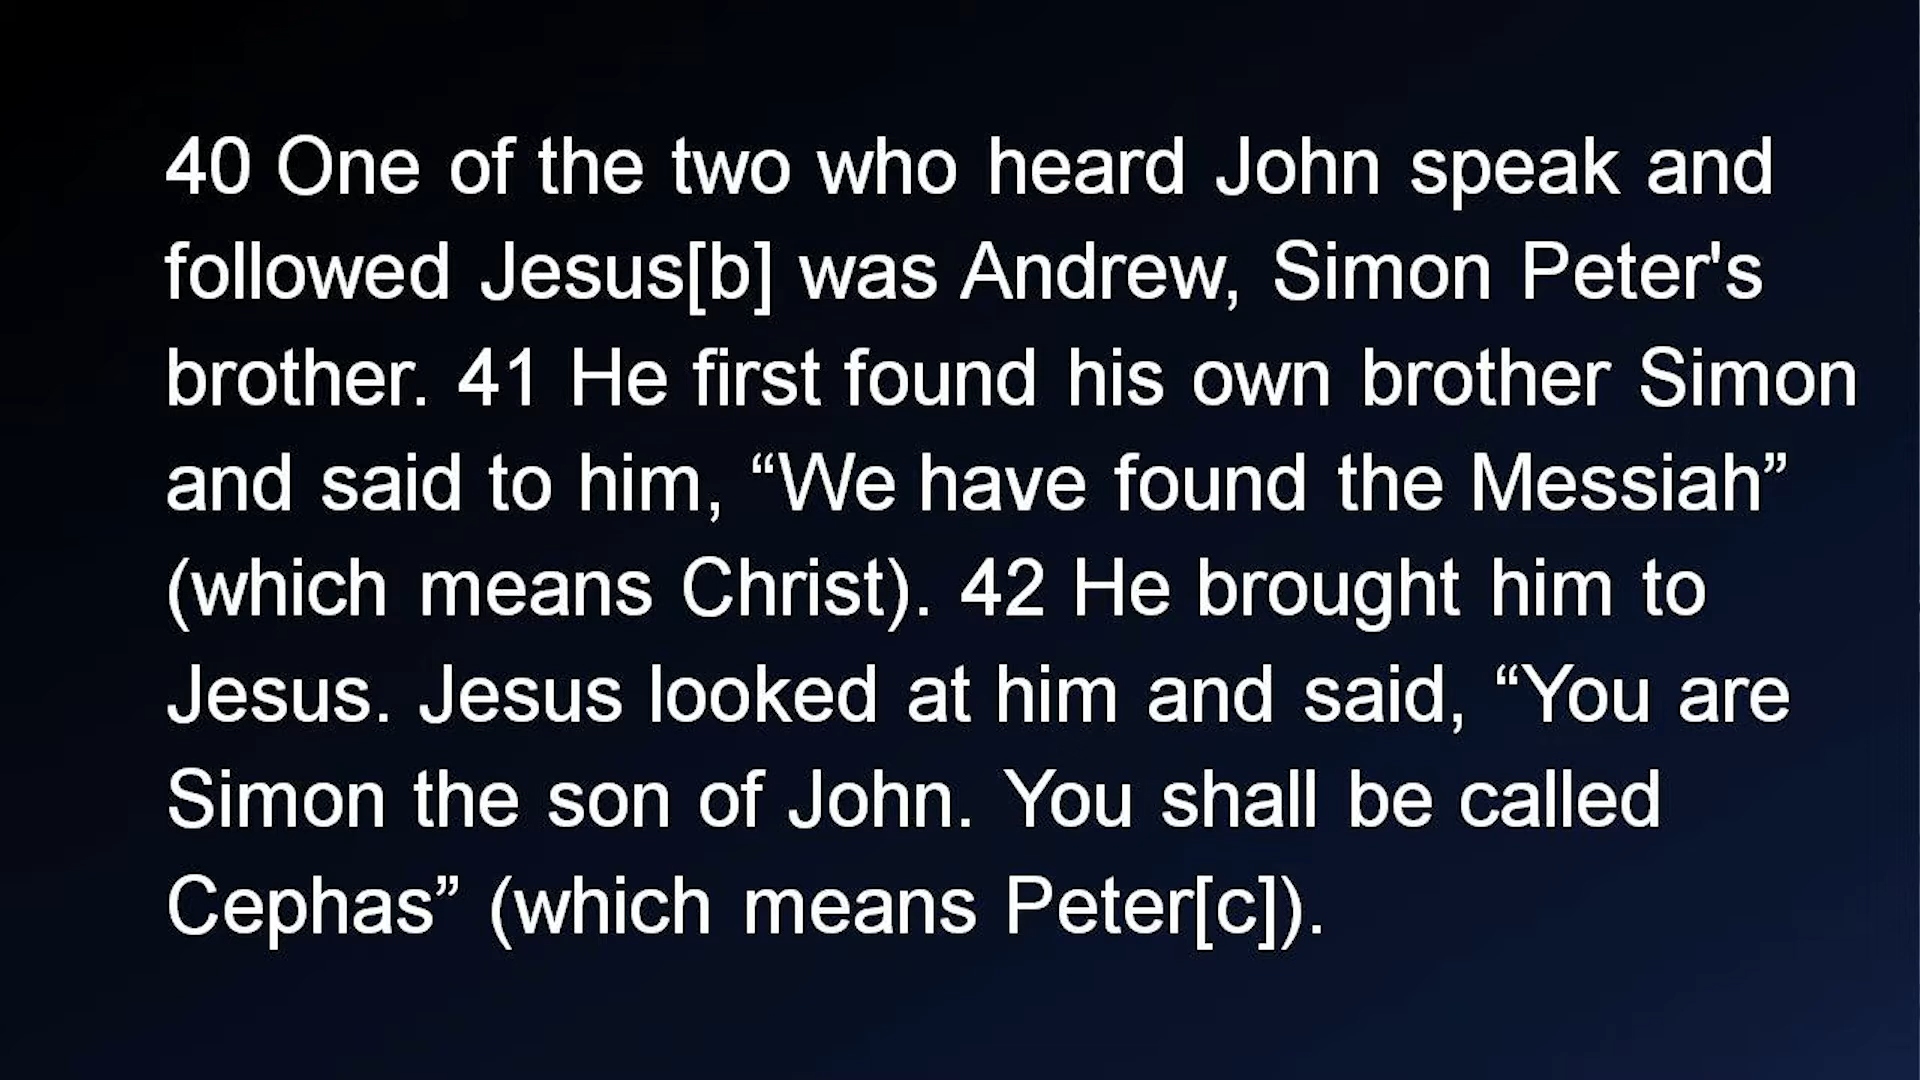 40 One of the two who heard John speak and
followed Jesus[b] was Andrew, Simon Peter's
brother. 41 He first found his own brother Simon
and said to him, “We have found the Messiah”
(which means Christ). 42 He brought him to
Jesus. Jesus looked at him and said, “You are
Simon the son of John. You shall be called
Cephas” (which means Peter[c]).